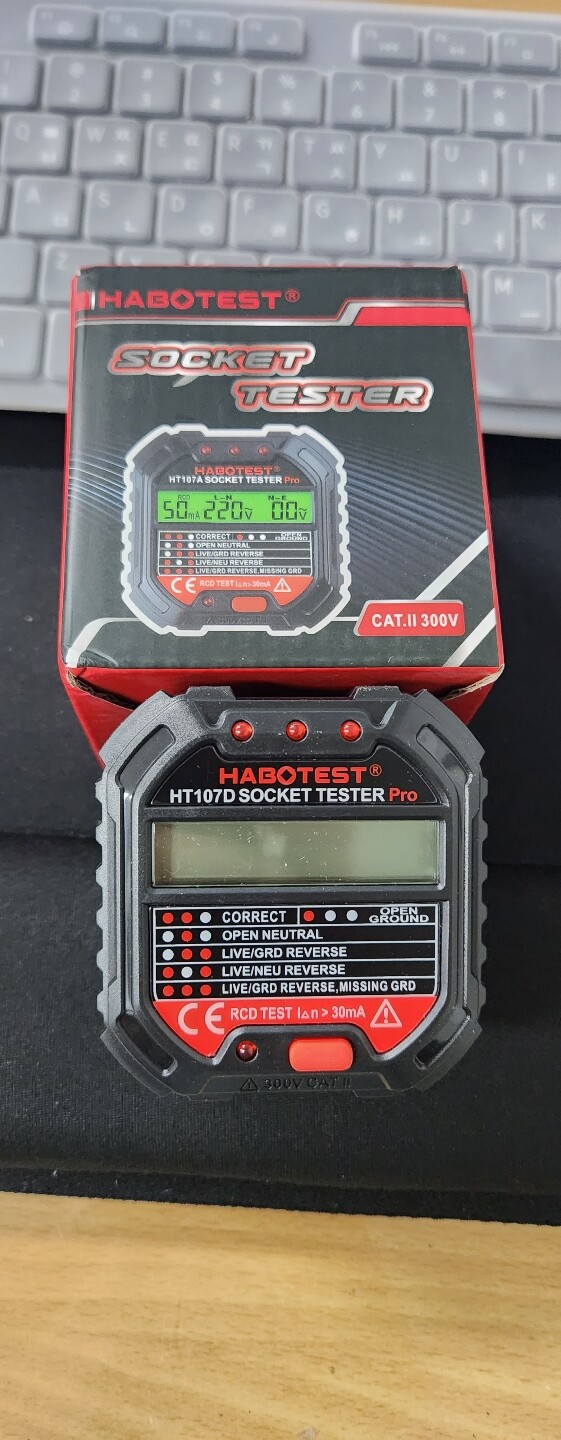 Q W E R T Y U
A S D F G H J K
Z M
HABOTEST®
SOCKET
TESTER
HABOTEST
HT107A SOCKET TESTER Pro
RCD L-N N-E
50mA 220V 00V
CORRECT OPEN GROUND
OPEN NEUTRAL
LIVE/GRD REVERSE
LIVE/NEU REVERSE
LIVE/GRD REVERSE,MISSING GRD
CE RCD TEST I△n>30mA
CAT.II 300V
HABOTEST®
HT107D SOCKET TESTER Pro
CORRECT OPEN GROUND
OPEN NEUTRAL
LIVE/GRD REVERSE
LIVE/NEU REVERSE
LIVE/GRD REVERSE,MISSING GRD
CE RCD TEST I△n > 30mA
300V CAT II